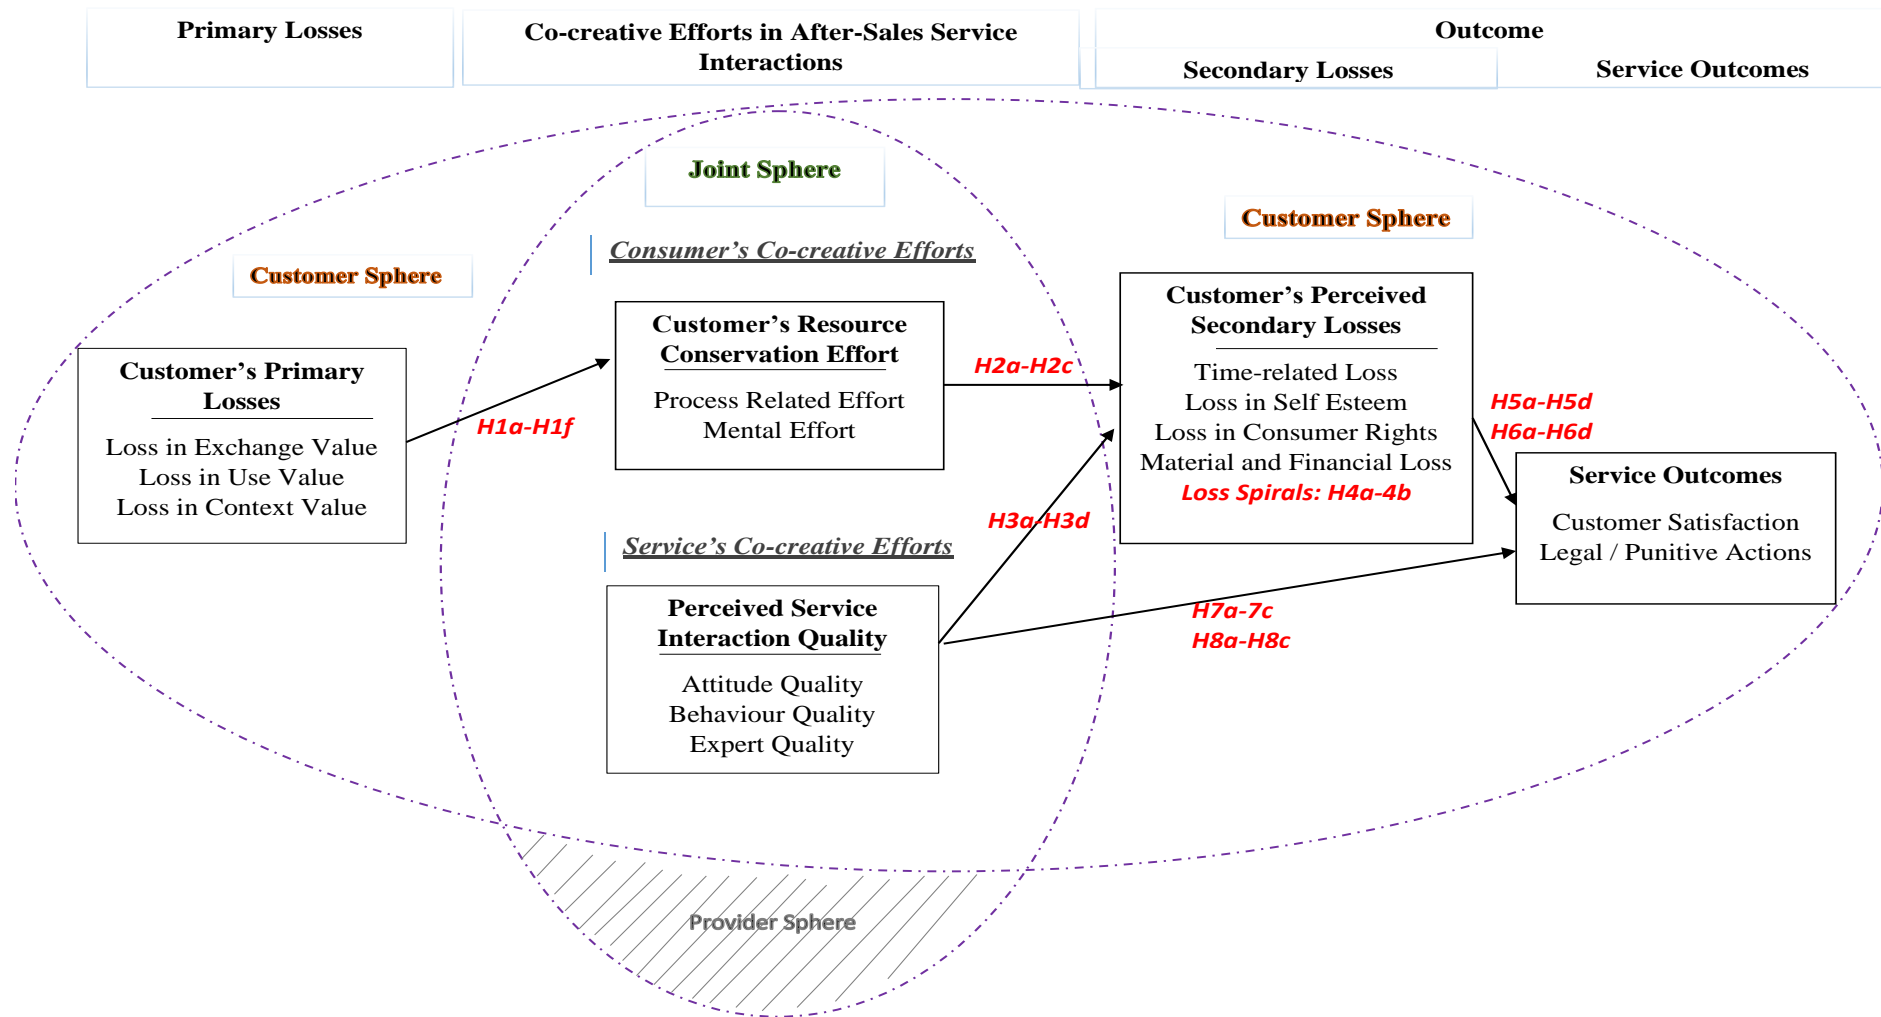 Primary Losses
Co-creative Efforts in After-Sales Service
Interactions
Outcome
Secondary Losses
Service Outcomes
Joint Sphere
Customer Sphere
Consumer’s Co-creative Efforts
Customer Sphere
Customer’s Primary
Losses
Loss in Exchange Value
Loss in Use Value
Loss in Context Value
H1a-H1f
Customer’s Resource
Conservation Effort
Process Related Effort
Mental Effort
H2a-H2c
Customer’s Perceived
Secondary Losses
Time-related Loss
Loss in Self Esteem
Loss in Consumer Rights
Material and Financial Loss
Loss Spirals: H4a-4b
H5a-H5d
H6a-H6d
Service Outcomes
Customer Satisfaction
Legal / Punitive Actions
H3a-H3d
Service’s Co-creative Efforts
Perceived Service
Interaction Quality
Attitude Quality
Behaviour Quality
Expert Quality
H7a-7c
H8a-H8c
Provider Sphere